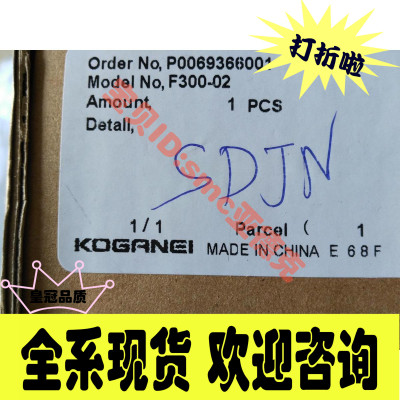 打折啦
Order No, P0069366001
Model No, F300-02
Amount, 1 PCS
Detail,
SDJN
1/1 Parcel ( 1
KOGANEI MADE IN CHINA E 68F
皇冠品质
全系现货 欢迎咨询